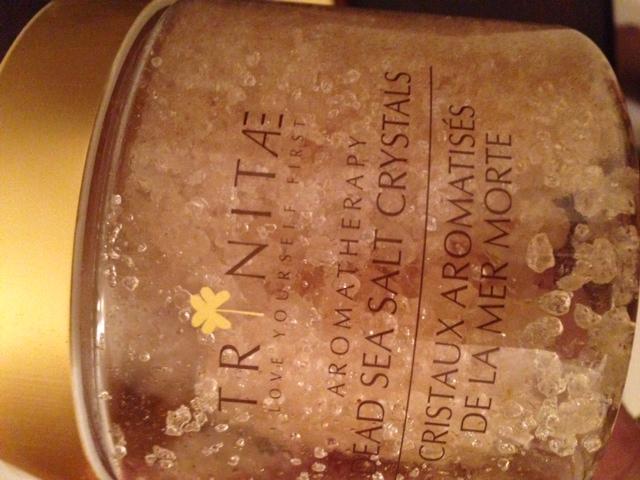 TRINITAE
LOVE YOURSELF FIRST
AROMATHERAPY
DEAD SEA SALT CRYSTALS
CRISTAUX AROMATISÉS
DE LA MER MORTE